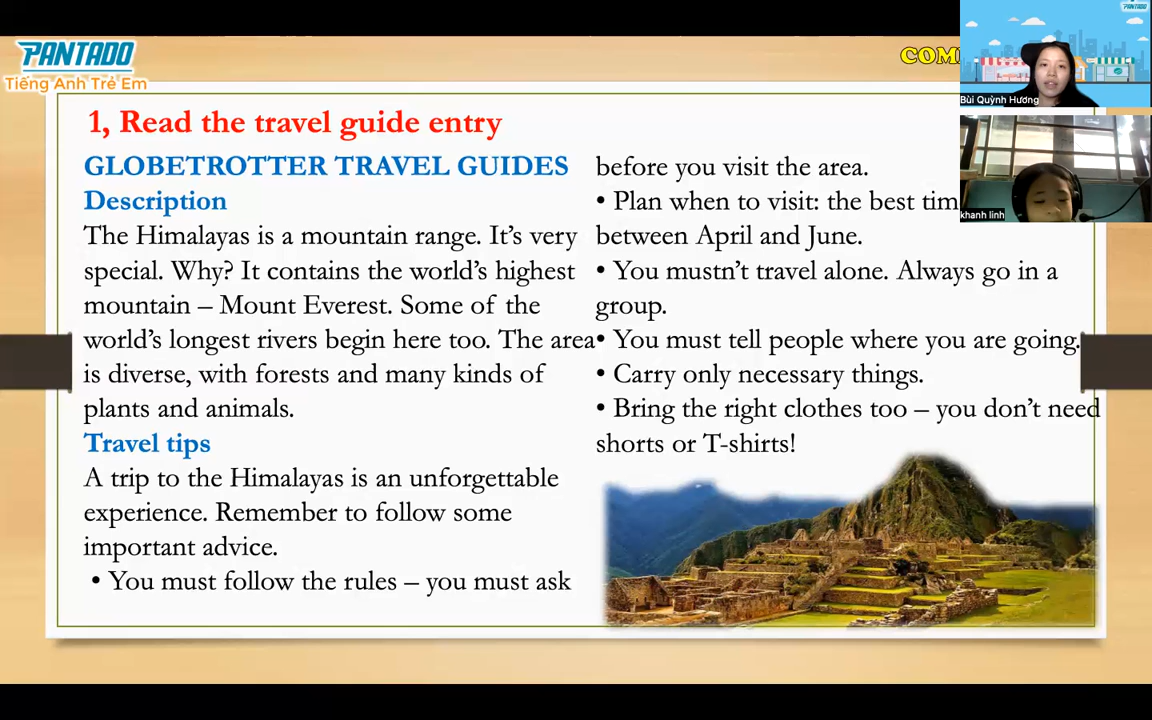 PANTADO
Tiếng Anh Trẻ Em
PANTADO
Bùi Quỳnh Hương
khanh linh
1, Read the travel guide entry
GLOBETROTTER TRAVEL GUIDES
Description
The Himalayas is a mountain range. It's very
special. Why? It contains the world's highest
mountain – Mount Everest. Some of the
world's longest rivers begin here too. The area
is diverse, with forests and many kinds of
plants and animals.
Travel tips
A trip to the Himalayas is an unforgettable
experience. Remember to follow some
important advice.
• You must follow the rules – you must ask
before you visit the area.
• Plan when to visit: the best
between April and June.
• You mustn't travel alone. Always go in a
group.
• You must tell people where you are going.
• Carry only necessary things.
• Bring the right clothes too – you don't need
shorts or T-shirts!